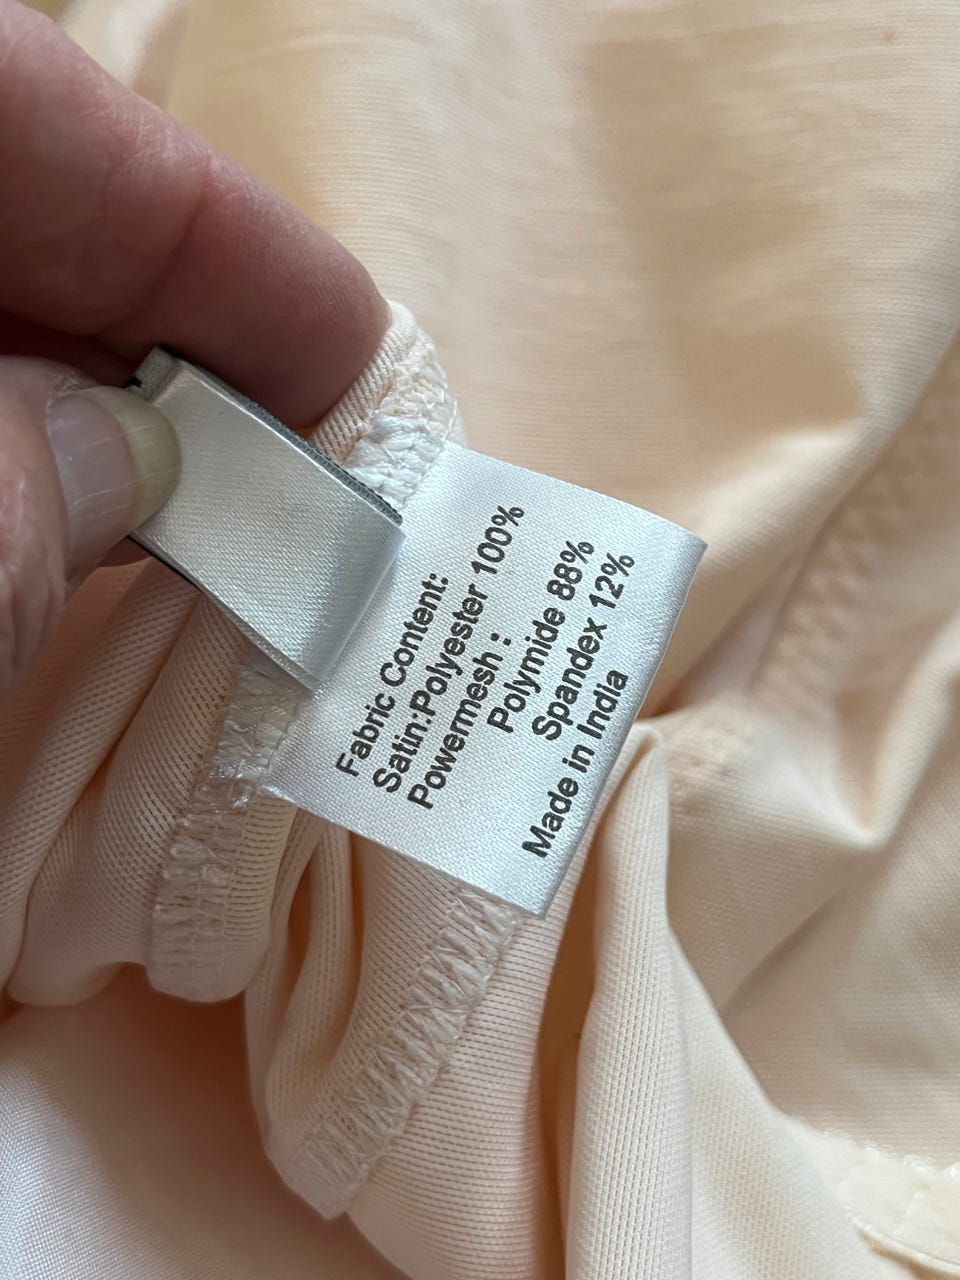 Fabric Content:
Satin:Polyester 100%
Powermesh :
Polymide 88%
Spandex 12%
Made in India